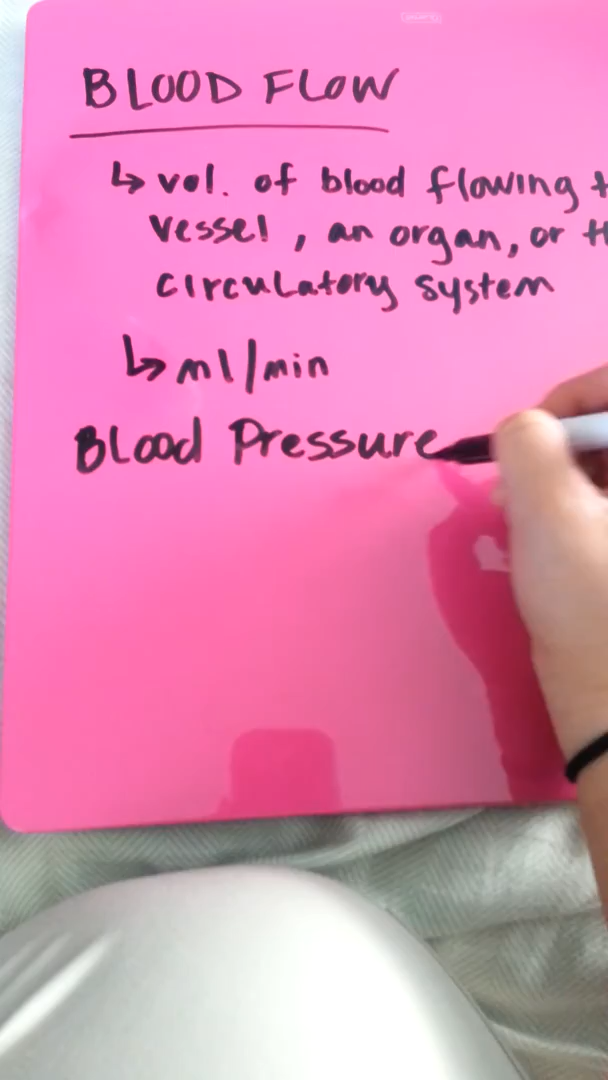 BLOOD FLOW
↳ vol. of blood flowing
vessel, an organ, or
circulatory system
↳ ml/min
Blood Pressure